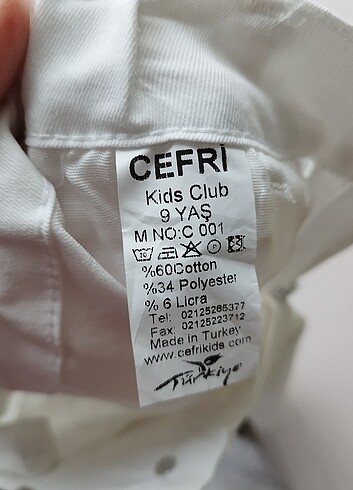 CEFRİ
Kids Club
9 YAŞ
M NO:C 001
%60Cotton
%34 Polyester
% 6 Licra
Tel: 02125265377
Fax: 02125223712
Made in Turkey
www.cefrikids.com
Türkiye